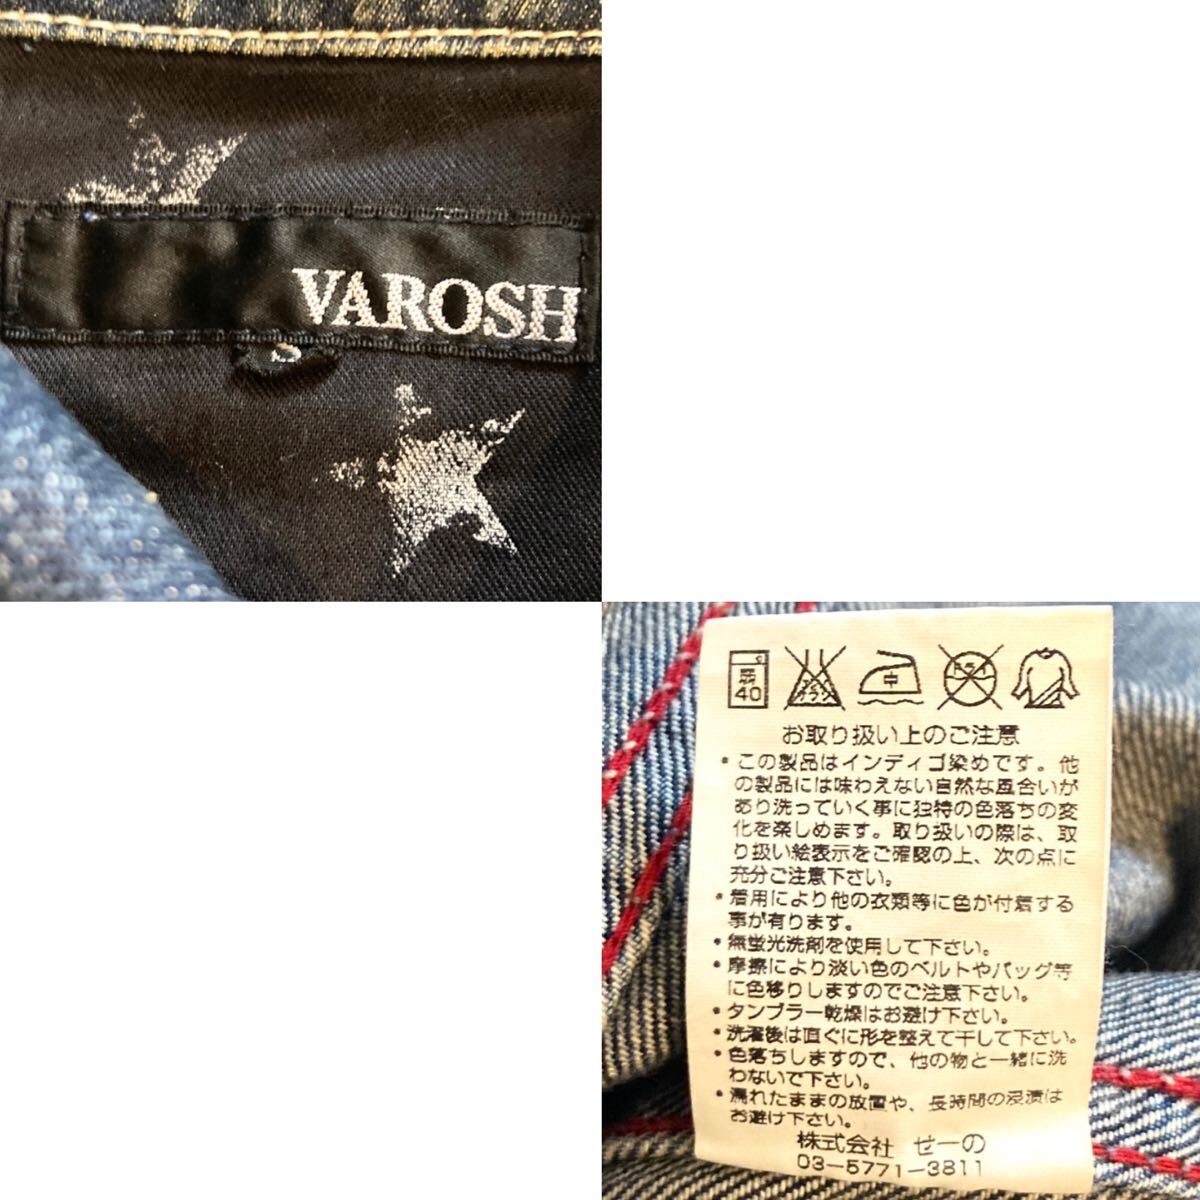 VAROSH
弱
40
エンソ
サラシ
中
ドライ
お取り扱い上のご注意
・この製品はインディゴ染めです。他
の製品には味わえない自然な風合いが
あり洗っていく事に独特の色落ちの変
化を楽しめます。取り扱いの際は、取
り扱い絵表示をご確認の上、次の点に
充分ご注意下さい。
・着用により他の衣類等に色が付着する
事が有ります。
・無蛍光洗剤を使用して下さい。
・摩擦により淡い色のベルトやバッグ等
に色移りしますのでご注意下さい。
・タンブラー乾燥はお避け下さい。
・洗濯後は直ぐに形を整えて干して下さい。
・色落ちしますので、他の物と一緒に洗
わないで下さい。
・濡れたままの放置や、長時間の浸漬は
お避け下さい。
株式会社 せーの
03-5771-3811